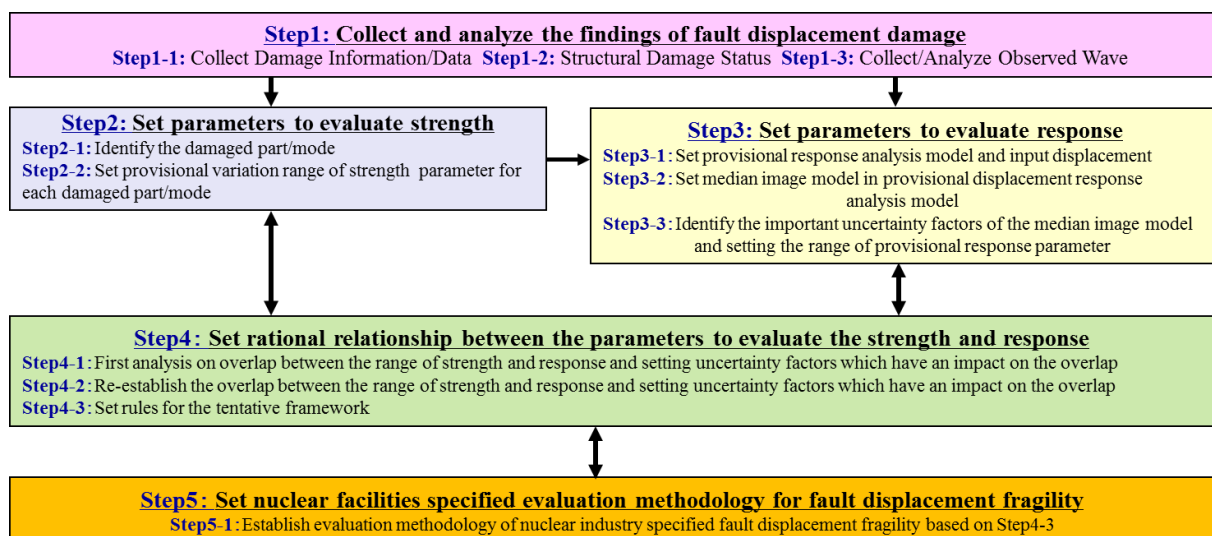 Step1: Collect and analyze the findings of fault displacement damage
Step1-1: Collect Damage Information/Data Step1-2: Structural Damage Status Step1-3: Collect/Analyze Observed Wave
Step2: Set parameters to evaluate strength
Step2-1: Identify the damaged part/mode
Step2-2: Set provisional variation range of strength parameter for
each damaged part/mode
Step3: Set parameters to evaluate response
Step3-1: Set provisional response analysis model and input displacement
Step3-2: Set median image model in provisional displacement response
analysis model
Step3-3: Identify the important uncertainty factors of the median image model
and setting the range of provisional response parameter
Step4: Set rational relationship between the parameters to evaluate the strength and response
Step4-1: First analysis on overlap between the range of strength and response and setting uncertainty factors which have an impact on the overlap
Step4-2: Re-establish the overlap between the range of strength and response and setting uncertainty factors which have an impact on the overlap
Step4-3: Set rules for the tentative framework
Step5: Set nuclear facilities specified evaluation methodology for fault displacement fragility
Step5-1: Establish evaluation methodology of nuclear industry specified fault displacement fragility based on Step4-3